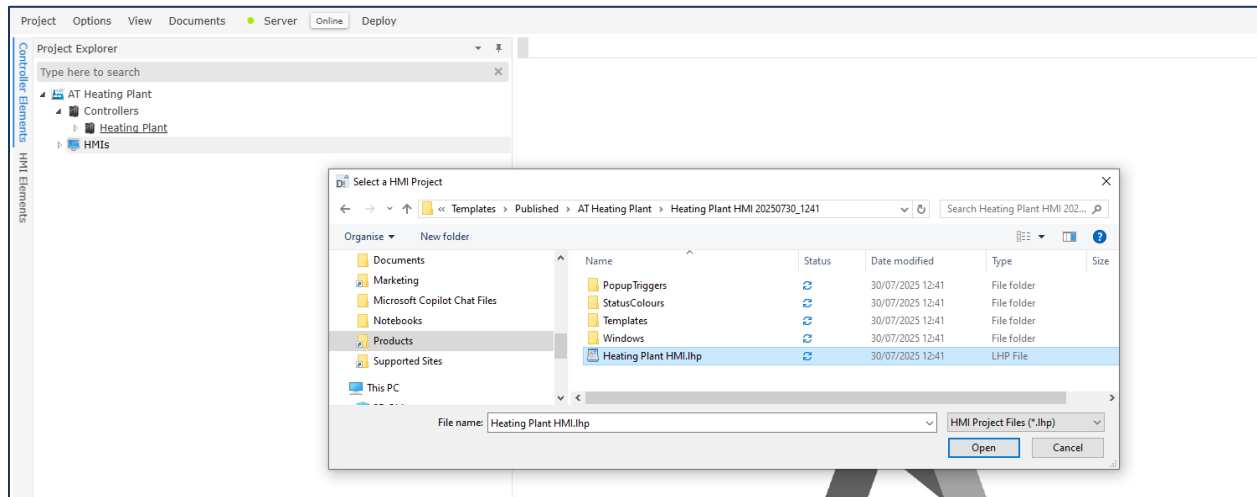 Project Options View Documents Server Online Deploy
Controller Elements
HMI Elements
Project Explorer
Type here to search
AT Heating Plant
Controllers
Heating Plant
HMIs
Select a HMI Project
« Templates > Published > AT Heating Plant > Heating Plant HMI 20250730_1241
Search Heating Plant HMI 202...
Organise New folder
Documents
Marketing
Microsoft Copilot Chat Files
Notebooks
Products
Supported Sites
This PC
Name Status Date modified Type Size
PopupTriggers 30/07/2025 12:41 File folder
StatusColours 30/07/2025 12:41 File folder
Templates 30/07/2025 12:41 File folder
Windows 30/07/2025 12:41 File folder
Heating Plant HMI.lhp 30/07/2025 12:41 LHP File
File name: Heating Plant HMI.lhp HMI Project Files (*.lhp)
Open Cancel